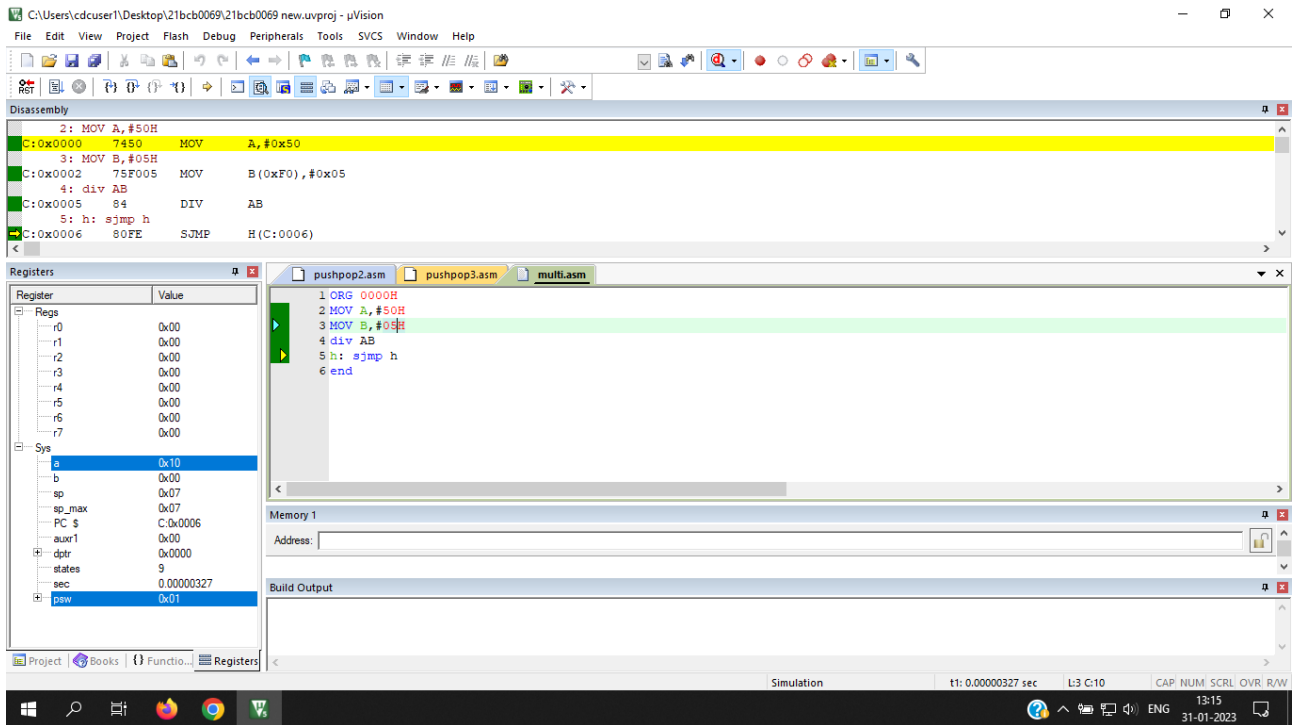 C:\Users\cdcuser1\Desktop\21bcb0069\21bcb0069 new.uvproj - µVision
File Edit View Project Flash Debug Peripherals Tools SVCS Window Help
RST
Disassembly
2: MOV A,#50H
C:0x0000 7450 MOV A,#0x50
3: MOV B,#05H
C:0x0002 75F005 MOV B(0xF0),#0x05
4: div AB
C:0x0005 84 DIV AB
5: h: sjmp h
C:0x0006 80FE SJMP H(C:0006)
Registers
Register Value
Regs
r0 0x00
r1 0x00
r2 0x00
r3 0x00
r4 0x00
r5 0x00
r6 0x00
r7 0x00
Sys
a 0x10
b 0x00
sp 0x07
sp_max 0x07
PC $ C:0x0006
auxr1 0x00
dptr 0x0000
states 9
sec 0.00000327
psw 0x01
Project Books {} Functio... Registers
pushpop2.asm pushpop3.asm multi.asm
1 ORG 0000H
2 MOV A,#50H
3 MOV B,#05H
4 div AB
5 h: sjmp h
6 end
Memory 1
Address:
Build Output
Simulation t1: 0.00000327 sec L:3 C:10 CAP NUM SCRL OVR R/W
ENG 13:15
31-01-2023